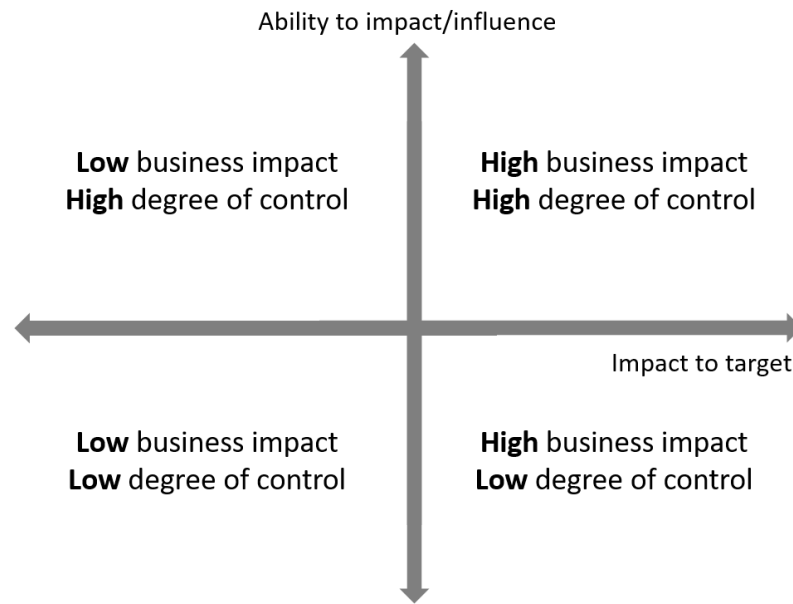 Ability to impact/influence
Low business impact
High degree of control
High business impact
High degree of control
Impact to target
Low business impact
Low degree of control
High business impact
Low degree of control